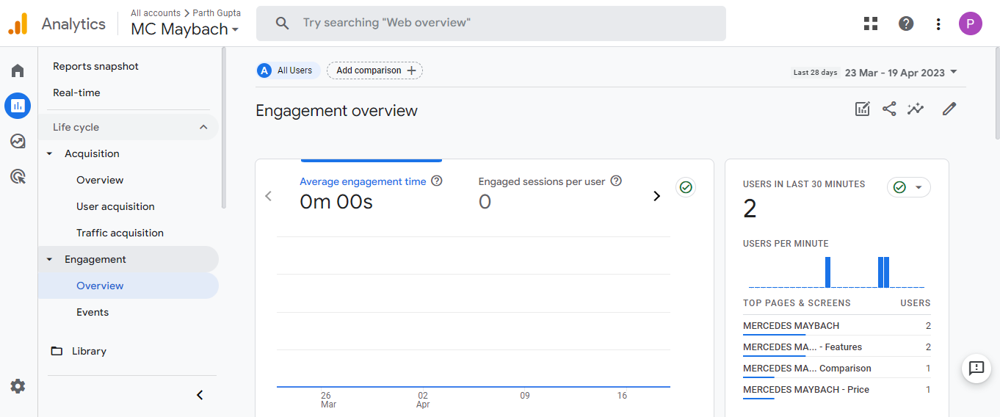 Analytics
All accounts > Parth Gupta
MC Maybach
Try searching "Web overview"
P
Reports snapshot
Real-time
Life cycle
Acquisition
Overview
User acquisition
Traffic acquisition
Engagement
Overview
Events
Library
A All Users
Add comparison +
Last 28 days 23 Mar - 19 Apr 2023
Engagement overview
Average engagement time
0m 00s
Engaged sessions per user
0
26 Mar
02 Apr
09
16
USERS IN LAST 30 MINUTES
2
USERS PER MINUTE
TOP PAGES & SCREENS USERS
MERCEDES MAYBACH 2
MERCEDES MA... - Features 2
MERCEDES MA... Comparison 1
MERCEDES MAYBACH - Price 1